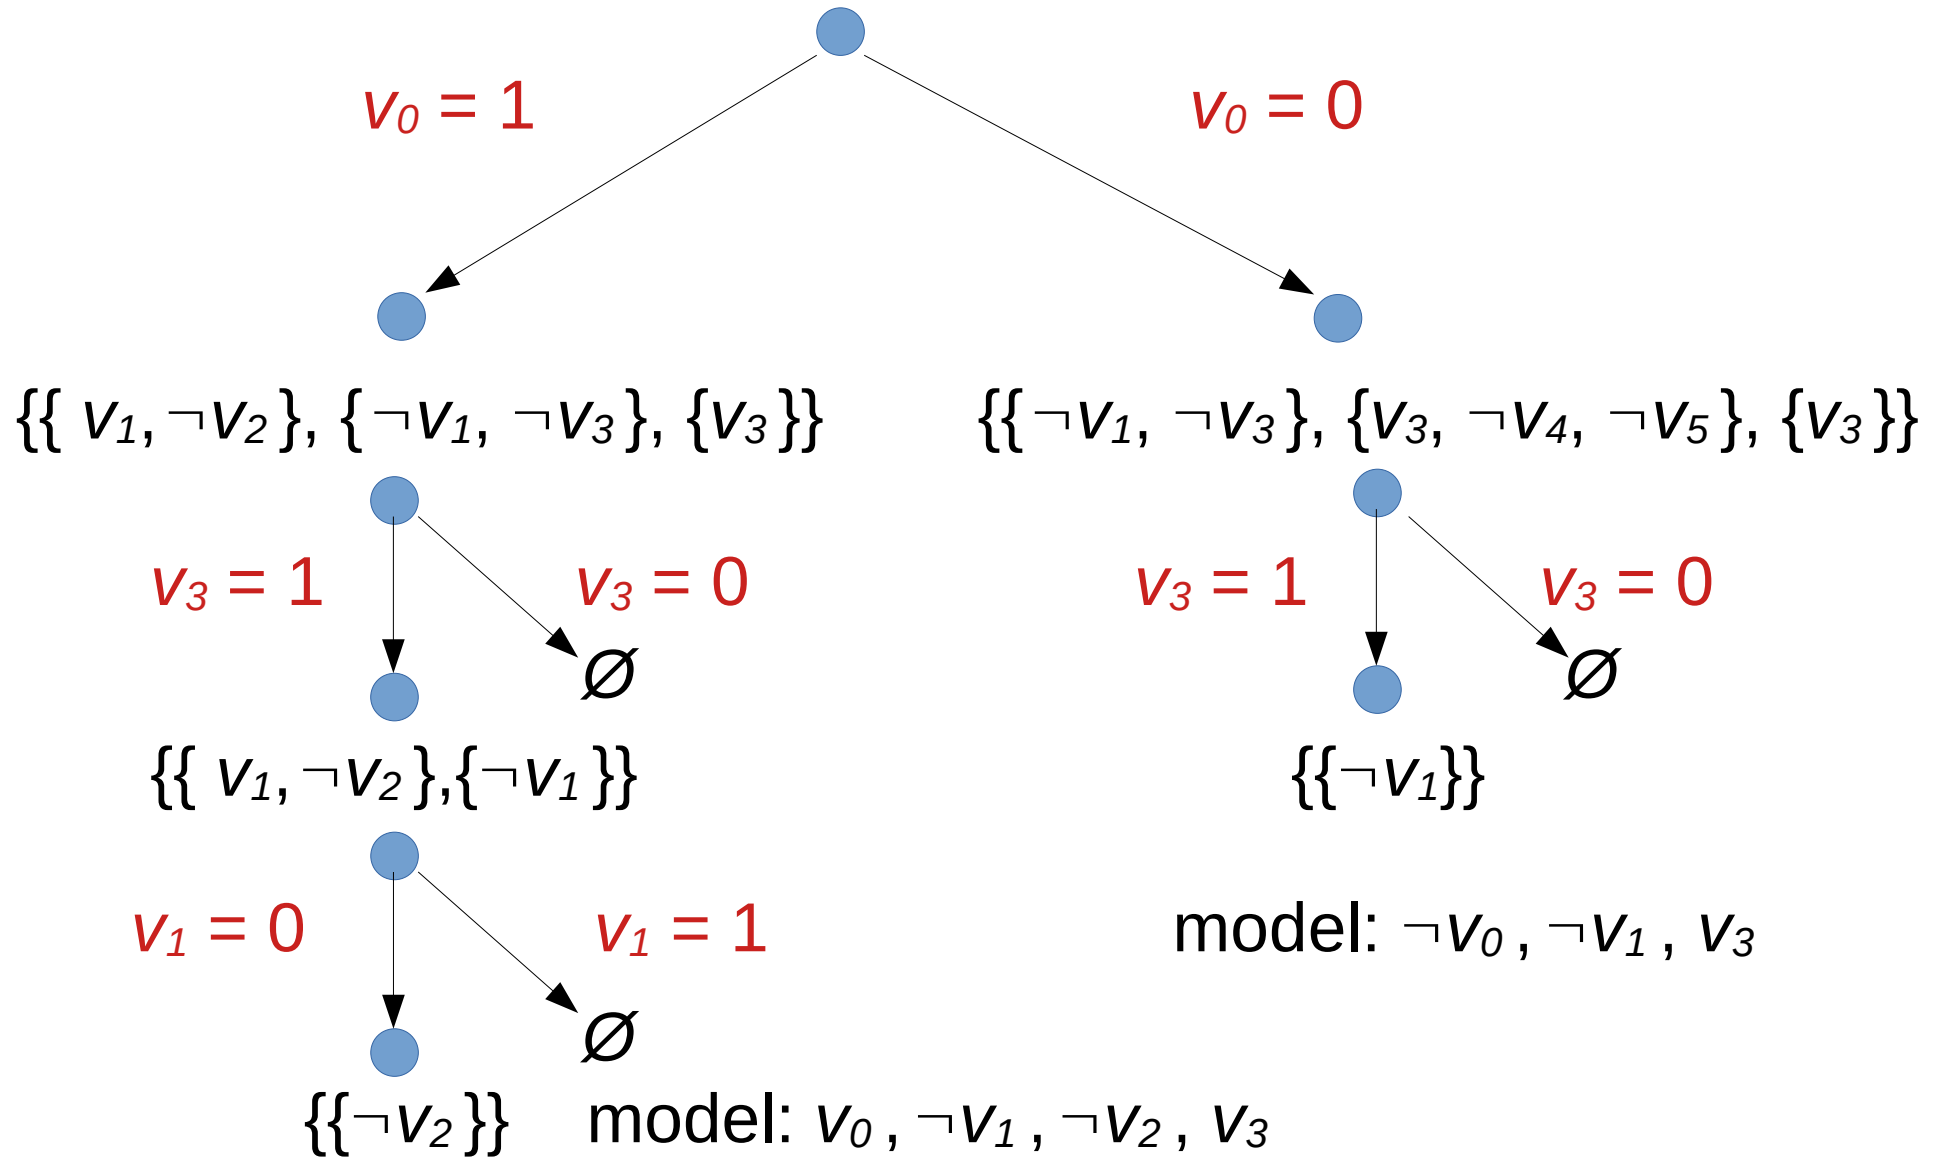 v₀ = 1 v₀ = 0
{{ v₁, ¬v₂ }, { ¬v₁, ¬v₃ }, {v₃ }} {{ ¬v₁, ¬v₃ }, {v₃, ¬v₄, ¬v₅ }, {v₃ }}
v₃ = 1 v₃ = 0 v₃ = 1 v₃ = 0
Ø Ø
{{ v₁, ¬v₂ },{¬v₁ }} {{¬v₁}}
v₁ = 0 v₁ = 1 model: ¬v₀ , ¬v₁ , v₃
Ø
{{¬v₂ }} model: v₀ , ¬v₁ , ¬v₂ , v₃